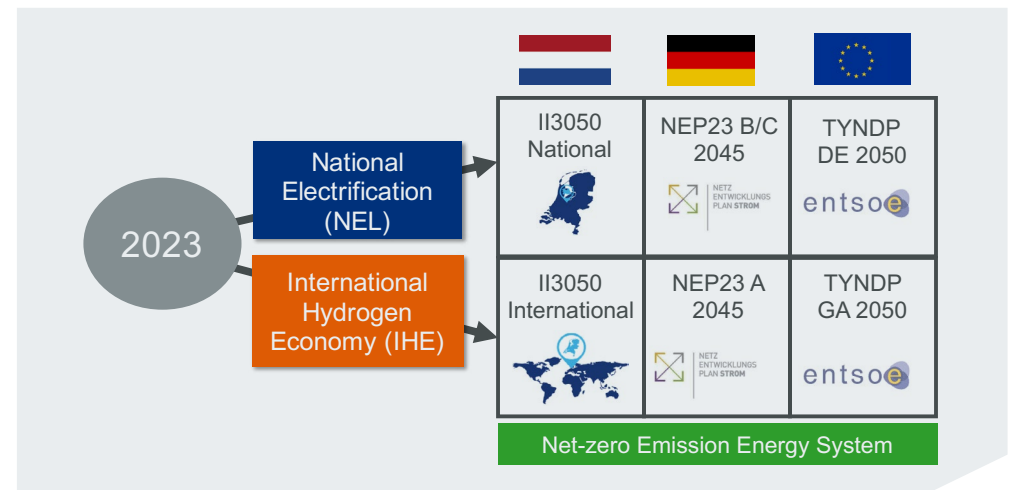 2023
National
Electrification
(NEL)
International
Hydrogen
Economy (IHE)
II3050
National
NEP23 B/C
2045
NETZ
ENTWICKLUNGS
PLAN STROM
TYNDP
DE 2050
entsoe
II3050
International
NEP23 A
2045
NETZ
ENTWICKLUNGS
PLAN STROM
TYNDP
GA 2050
entsoe
Net-zero Emission Energy System